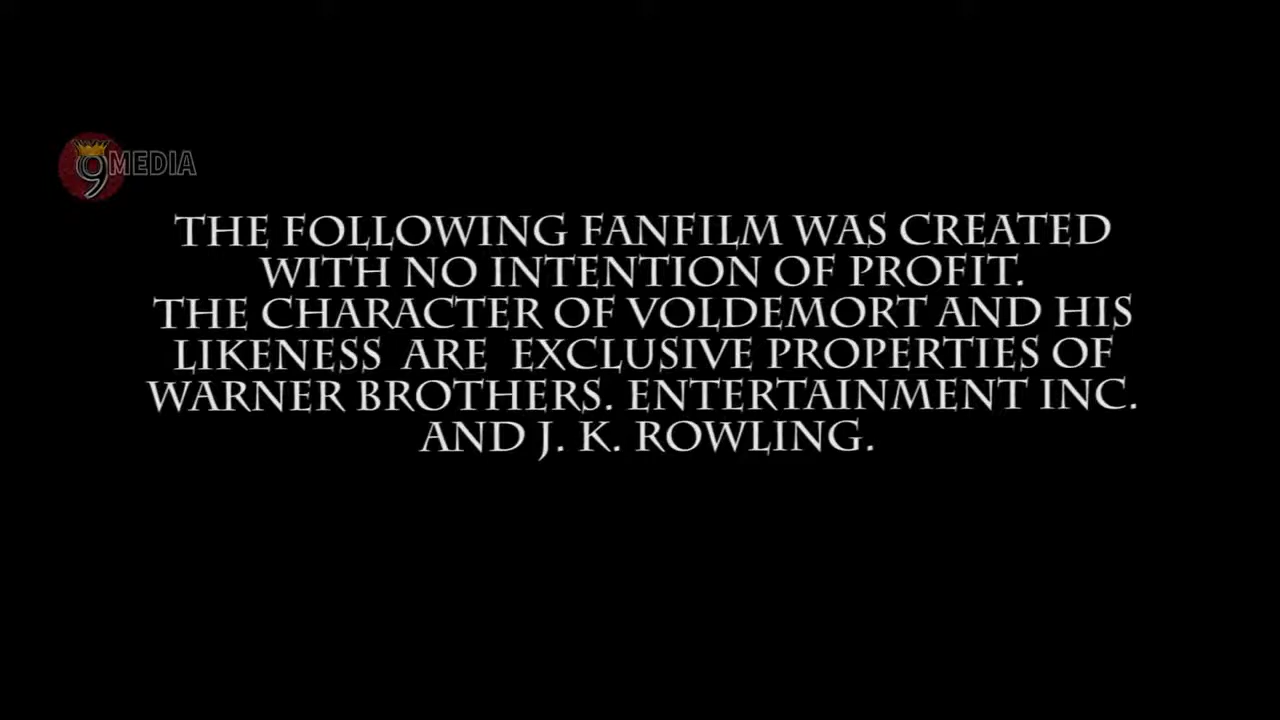 9MEDIA
THE FOLLOWING FANFILM WAS CREATED
WITH NO INTENTION OF PROFIT.
THE CHARACTER OF VOLDEMORT AND HIS
LIKENESS ARE EXCLUSIVE PROPERTIES OF
WARNER BROTHERS. ENTERTAINMENT INC.
AND J. K. ROWLING.